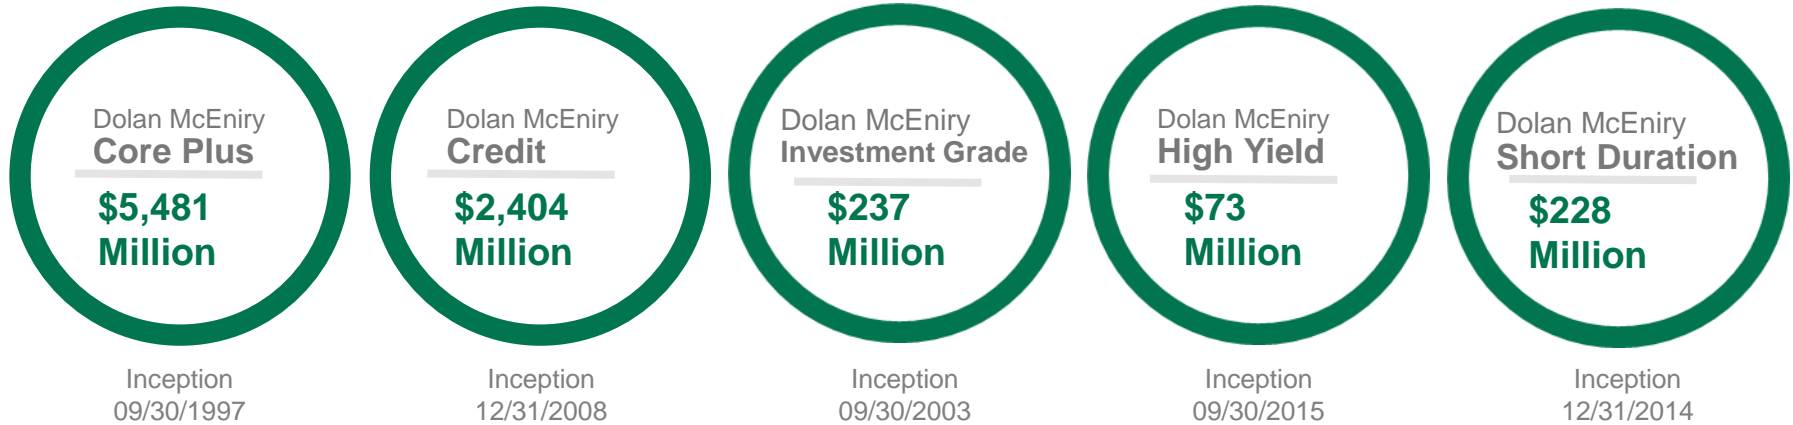 Dolan McEniry
Core Plus
$5,481
Million
Inception
09/30/1997
Dolan McEniry
Credit
$2,404
Million
Inception
12/31/2008
Dolan McEniry
Investment Grade
$237
Million
Inception
09/30/2003
Dolan McEniry
High Yield
$73
Million
Inception
09/30/2015
Dolan McEniry
Short Duration
$228
Million
Inception
12/31/2014